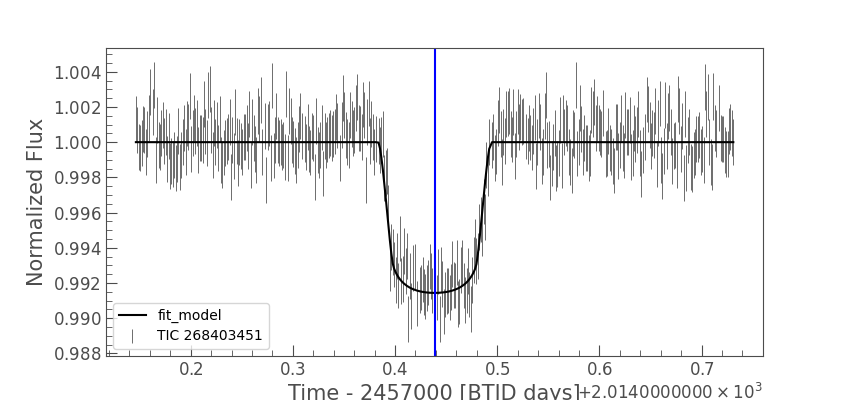 1.004
1.002
1.000
0.998
0.996
0.994
0.992
0.990
0.988
Normalized Flux
fit_model
TIC 268403451
0.2 0.3 0.4 0.5 0.6 0.7
Time - 2457000 [BTJD days]
+2.0140000000 × 10³